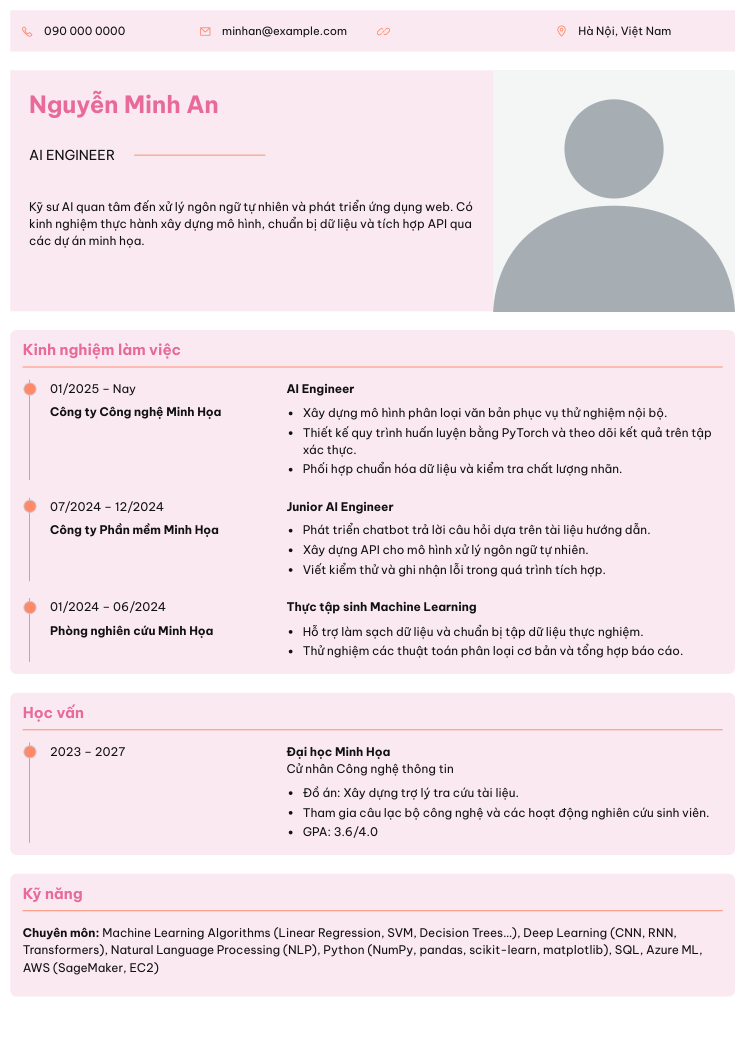 090 000 0000
minhan@example.com
Hà Nội, Việt Nam
Nguyễn Minh An
AI ENGINEER
Kỹ sư AI quan tâm đến xử lý ngôn ngữ tự nhiên và phát triển ứng dụng web. Có
kinh nghiệm thực hành xây dựng mô hình, chuẩn bị dữ liệu và tích hợp API qua
các dự án minh họa.
Kinh nghiệm làm việc
01/2025 – Nay
Công ty Công nghệ Minh Họa
AI Engineer
• Xây dựng mô hình phân loại văn bản phục vụ thử nghiệm nội bộ.
• Thiết kế quy trình huấn luyện bằng PyTorch và theo dõi kết quả trên tập
xác thực.
• Phối hợp chuẩn hóa dữ liệu và kiểm tra chất lượng nhãn.
07/2024 – 12/2024
Công ty Phần mềm Minh Họa
Junior AI Engineer
• Phát triển chatbot trả lời câu hỏi dựa trên tài liệu hướng dẫn.
• Xây dựng API cho mô hình xử lý ngôn ngữ tự nhiên.
• Viết kiểm thử và ghi nhận lỗi trong quá trình tích hợp.
01/2024 – 06/2024
Phòng nghiên cứu Minh Họa
Thực tập sinh Machine Learning
• Hỗ trợ làm sạch dữ liệu và chuẩn bị tập dữ liệu thực nghiệm.
• Thử nghiệm các thuật toán phân loại cơ bản và tổng hợp báo cáo.
Học vấn
2023 – 2027
Đại học Minh Họa
Cử nhân Công nghệ thông tin
• Đồ án: Xây dựng trợ lý tra cứu tài liệu.
• Tham gia câu lạc bộ công nghệ và các hoạt động nghiên cứu sinh viên.
• GPA: 3.6/4.0
Kỹ năng
Chuyên môn: Machine Learning Algorithms (Linear Regression, SVM, Decision Trees...), Deep Learning (CNN, RNN,
Transformers), Natural Language Processing (NLP), Python (NumPy, pandas, scikit-learn, matplotlib), SQL, Azure ML,
AWS (SageMaker, EC2)